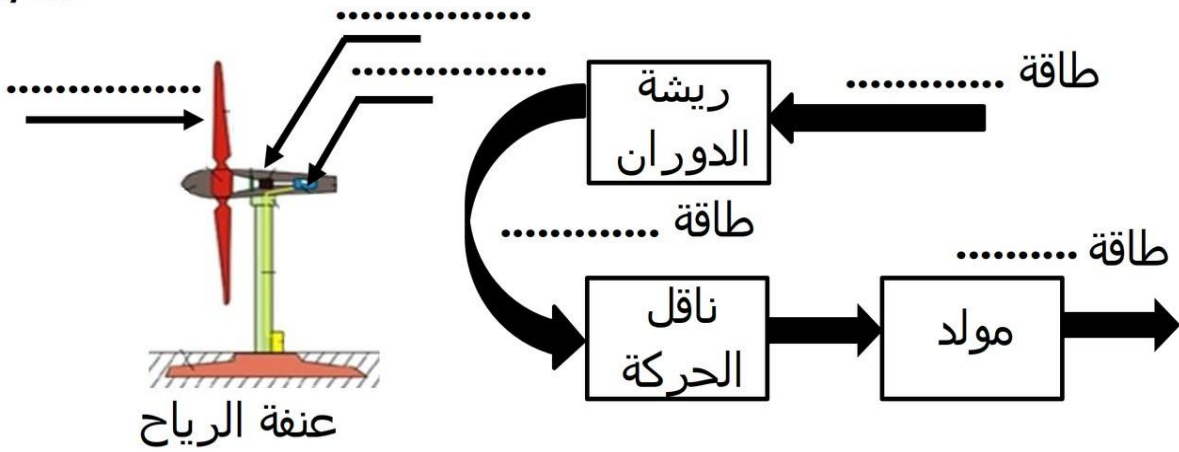 ................
................
................
عنفة الرياح
طاقة .............
ريشة
الدوران
طاقة .............
ناقل
الحركة
مولد
طاقة ..........